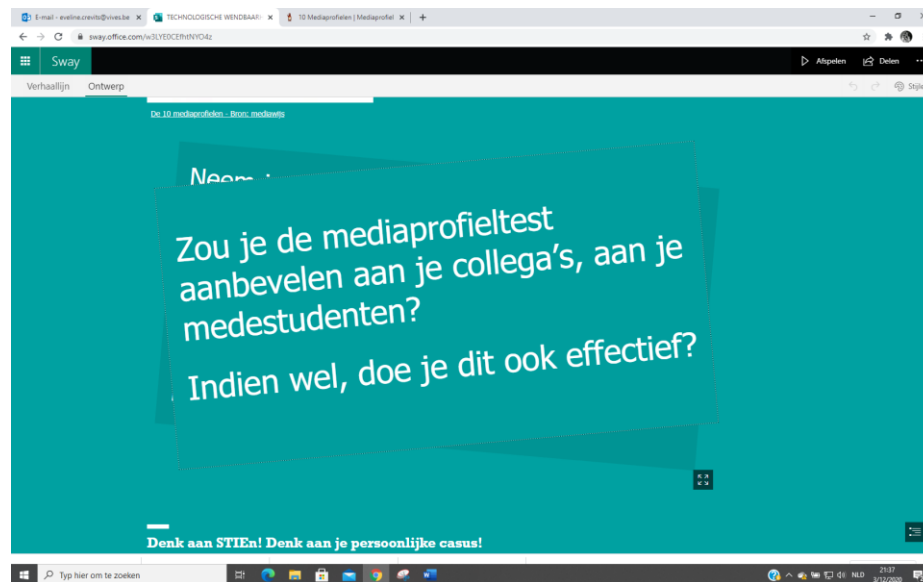 E-mail - eveline.crevits@vives.be
TECHNOLOGISCHE WENDBAAR
10 Mediaprofielen | Mediaprofiel
sway.office.com/w3LYE0CEfhtNYO4z
Sway
Afspelen
Delen
Verhaallijn
Ontwerp
Stijle
De 10 mediaprofielen - Bron: mediawijs
Neem
Zou je de mediaprofieltest
aanbevelen aan je collega's, aan je
medestudenten?
Indien wel, doe je dit ook effectief?
Denk aan STIEn! Denk aan je persoonlijke casus!
Typ hier om te zoeken
NLD
21:37
3/12/2020